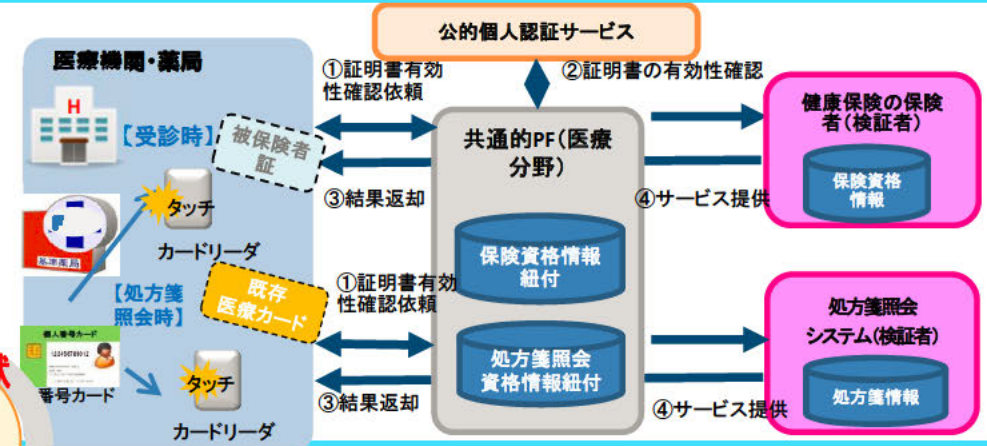 公的個人認証サービス
医療機関・薬局
H
【受診時】
被保険者
証
タッチ
カードリーダ
基準薬局
【処方箋
照会時】
既存
医療カード
個人番号カード
123456789012
番号カード
タッチ
カードリーダ
①証明書有効
性確認依頼
③結果返却
①証明書有効
性確認依頼
③結果返却
②証明書の有効性確認
共通的PF(医療
分野)
保険資格情報
紐付
処方箋照会
資格情報紐付
④サービス提供
④サービス提供
健康保険の保険
者(検証者)
保険資格
情報
処方箋照会
システム(検証者)
処方箋情報